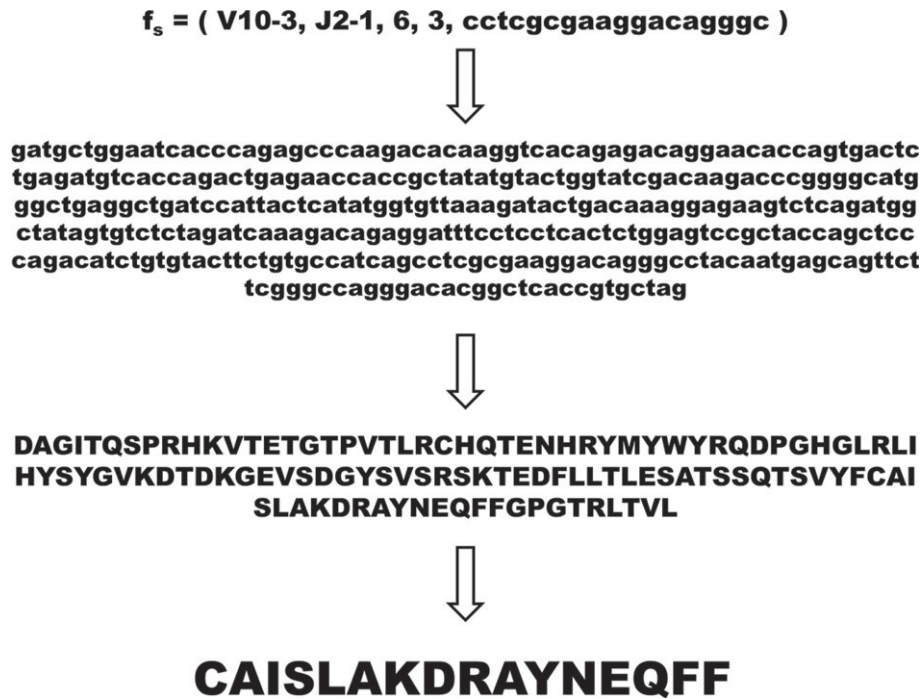 fs = ( V10-3, J2-1, 6, 3, cctcgcgaaggacagggc )
gatgctggaatcacccagagcccaagacacaaggtcacagagacaggaacaccagtgactc
tgagatgtcaccagactgagaaccaccgctatatgtactggtatcgacaagacccggggcatg
ggctgaggctgatccattactcatatggtgttaaagatactgacaaaggagaagtctcagatgg
ctatagtgtctctagatcaaagacagaggatttcctcctcactctggagtccgctaccagctcc
cagacatctgtgtacttctgtgccatcagcctcgcgaaggacagggcctacaatgagcagttct
tcgggccagggacacggctcaccgtgctag
DAGITQSPRHKVTETGTPVTLRCHQTENHRYMYWYRQDPGHGLRLI
HYSYGVKDTDKGEVSDGYSVSRSKTEDFLLTLESATSSQTSVYFCAI
SLAKDRAYNEQFFGPGTRLTVL
CAISLAKDRAYNEQFF